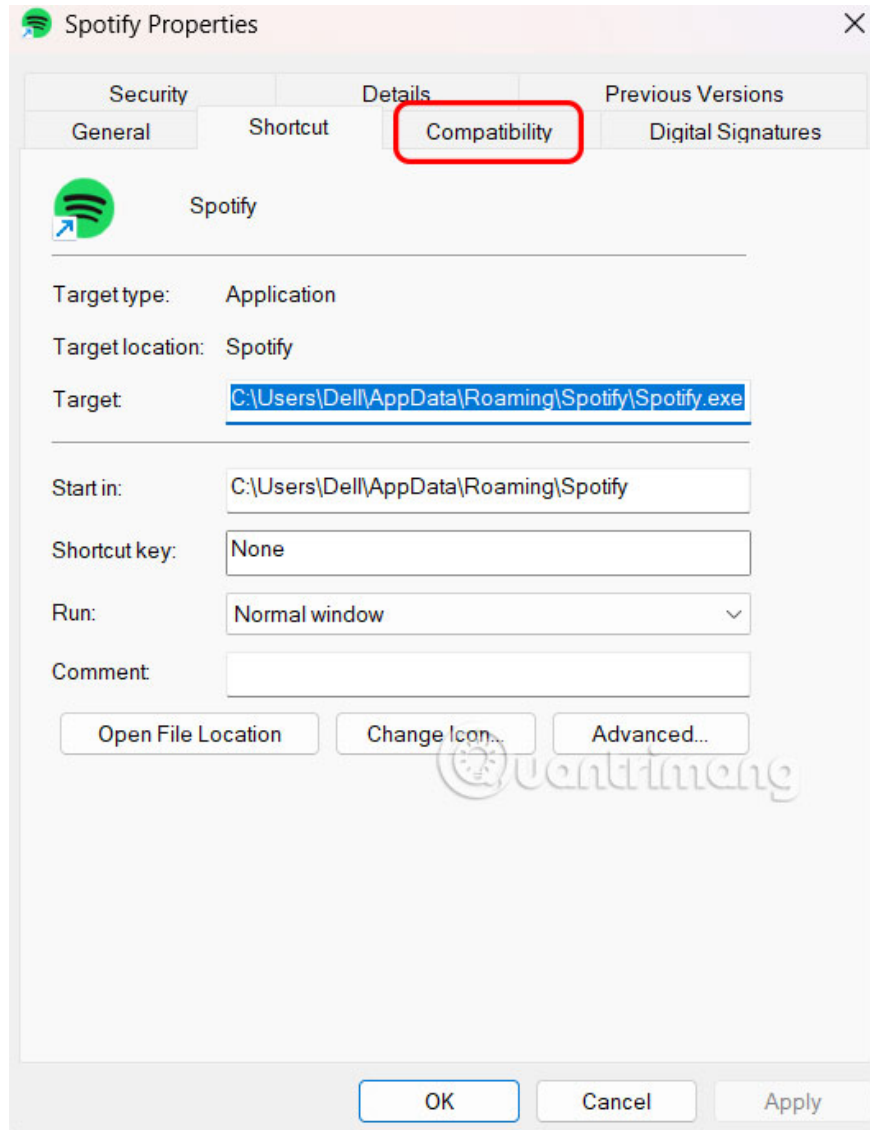 Spotify Properties
Security Details Previous Versions
General Shortcut Compatibility Digital Signatures
Spotify
Target type: Application
Target location: Spotify
Target: C:\Users\Dell\AppData\Roaming\Spotify\Spotify.exe
Start in: C:\Users\Dell\AppData\Roaming\Spotify
Shortcut key: None
Run: Normal window
Comment:
Open File Location Change Icon... Advanced...
Quantrimang
OK Cancel Apply